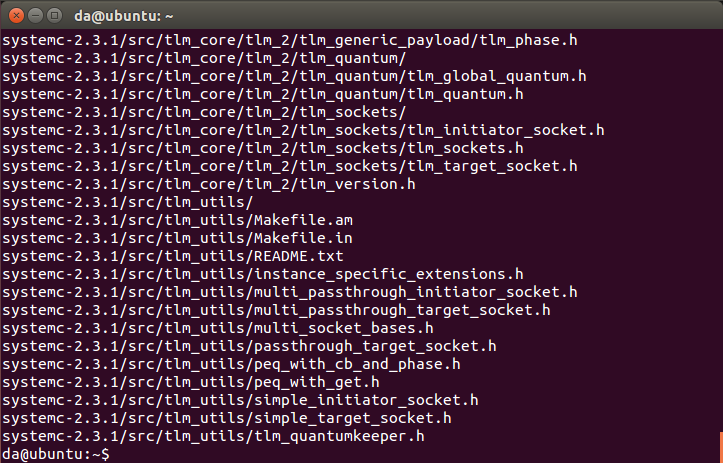 da@ubuntu: ~
systemc-2.3.1/src/tlm_core/tlm_2/tlm_generic_payload/tlm_phase.h
systemc-2.3.1/src/tlm_core/tlm_2/tlm_quantum/
systemc-2.3.1/src/tlm_core/tlm_2/tlm_quantum/tlm_global_quantum.h
systemc-2.3.1/src/tlm_core/tlm_2/tlm_quantum/tlm_quantum.h
systemc-2.3.1/src/tlm_core/tlm_2/tlm_sockets/
systemc-2.3.1/src/tlm_core/tlm_2/tlm_sockets/tlm_initiator_socket.h
systemc-2.3.1/src/tlm_core/tlm_2/tlm_sockets/tlm_sockets.h
systemc-2.3.1/src/tlm_core/tlm_2/tlm_sockets/tlm_target_socket.h
systemc-2.3.1/src/tlm_core/tlm_2/tlm_version.h
systemc-2.3.1/src/tlm_utils/
systemc-2.3.1/src/tlm_utils/Makefile.am
systemc-2.3.1/src/tlm_utils/Makefile.in
systemc-2.3.1/src/tlm_utils/README.txt
systemc-2.3.1/src/tlm_utils/instance_specific_extensions.h
systemc-2.3.1/src/tlm_utils/multi_passthrough_initiator_socket.h
systemc-2.3.1/src/tlm_utils/multi_passthrough_target_socket.h
systemc-2.3.1/src/tlm_utils/multi_socket_bases.h
systemc-2.3.1/src/tlm_utils/passthrough_target_socket.h
systemc-2.3.1/src/tlm_utils/peq_with_cb_and_phase.h
systemc-2.3.1/src/tlm_utils/peq_with_get.h
systemc-2.3.1/src/tlm_utils/simple_initiator_socket.h
systemc-2.3.1/src/tlm_utils/simple_target_socket.h
systemc-2.3.1/src/tlm_utils/tlm_quantumkeeper.h
da@ubuntu:~$